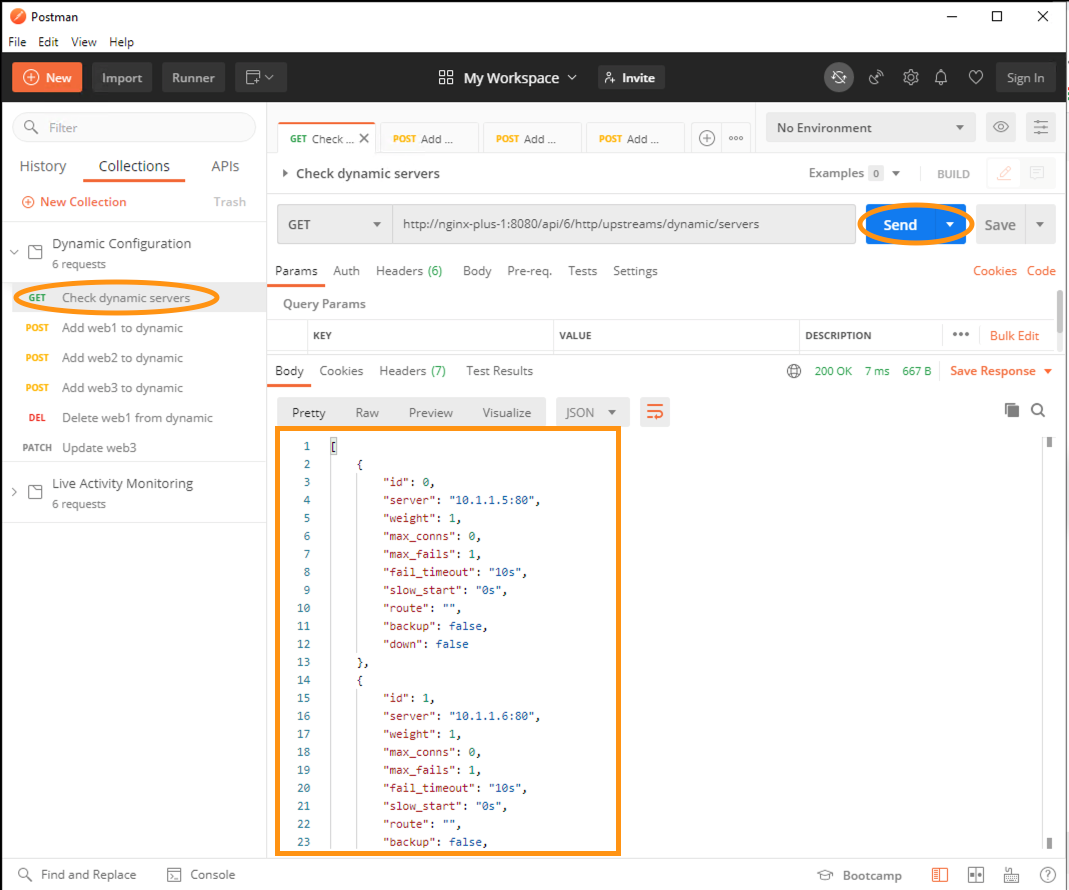 Postman
File Edit View Help
New Import Runner My Workspace Invite Sign In
Filter
History Collections APIs
New Collection Trash
Dynamic Configuration
6 requests
GET Check dynamic servers
POST Add web1 to dynamic
POST Add web2 to dynamic
POST Add web3 to dynamic
DEL Delete web1 from dynamic
PATCH Update web3
Live Activity Monitoring
6 requests
GET Check ... POST Add ... POST Add ... POST Add ... No Environment
Check dynamic servers Examples 0 BUILD
GET http://nginx-plus-1:8080/api/6/http/upstreams/dynamic/servers Send Save
Params Auth Headers (6) Body Pre-req. Tests Settings Cookies Code
Query Params
KEY VALUE DESCRIPTION Bulk Edit
Body Cookies Headers (7) Test Results 200 OK 7 ms 667 B Save Response
Pretty Raw Preview Visualize JSON
1 [
2 {
3 "id": 0,
4 "server": "10.1.1.5:80",
5 "weight": 1,
6 "max_conns": 0,
7 "max_fails": 1,
8 "fail_timeout": "10s",
9 "slow_start": "0s",
10 "route": "",
11 "backup": false,
12 "down": false
13 },
14 {
15 "id": 1,
16 "server": "10.1.1.6:80",
17 "weight": 1,
18 "max_conns": 0,
19 "max_fails": 1,
20 "fail_timeout": "10s",
21 "slow_start": "0s",
22 "route": "",
23 "backup": false,
Find and Replace Console Bootcamp